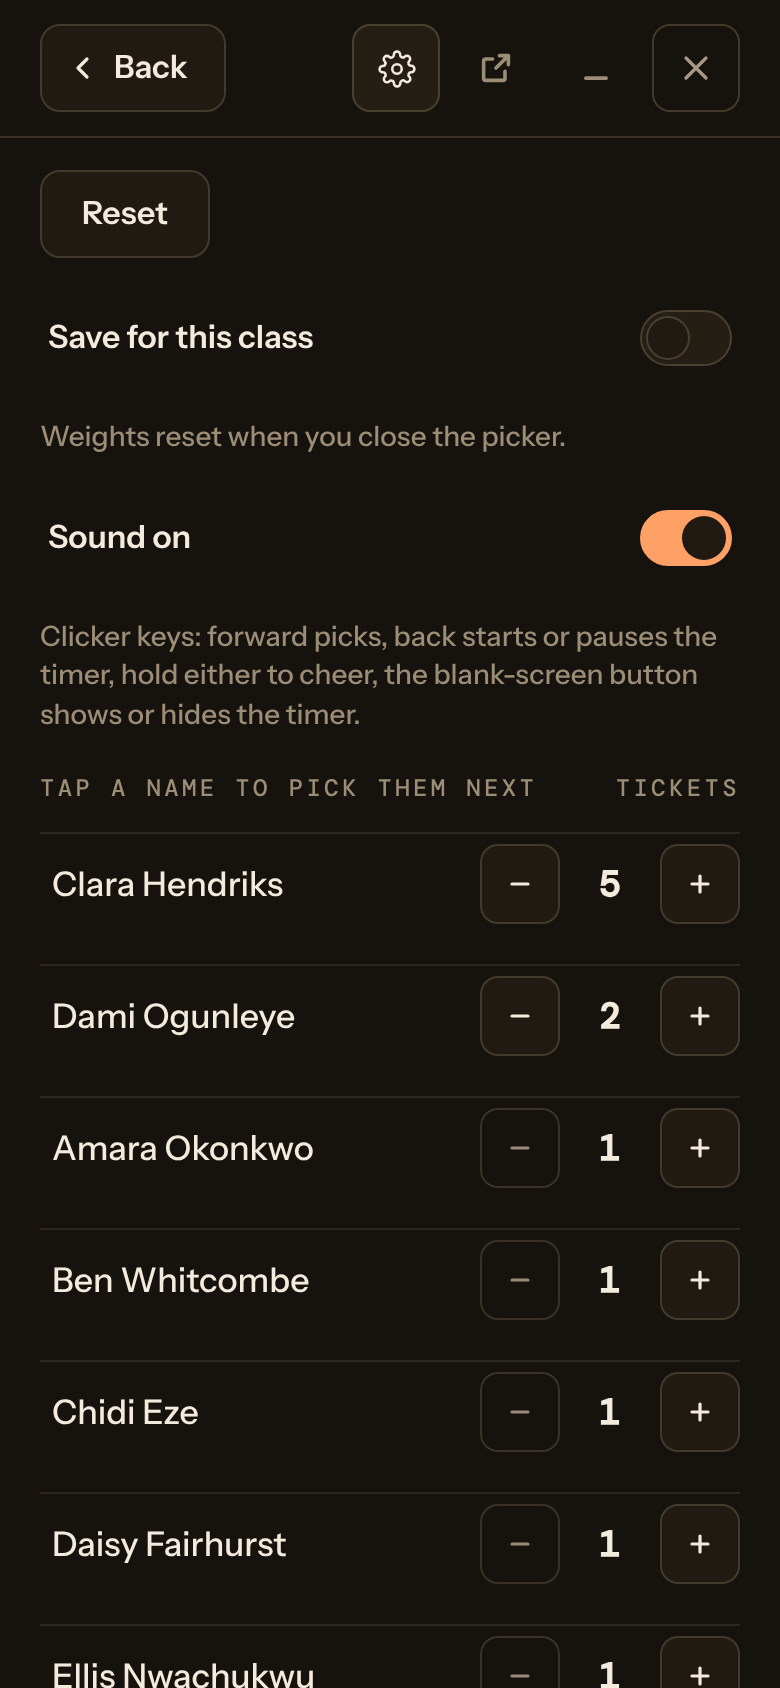 Back
Reset
Save for this class
Weights reset when you close the picker.
Sound on
Clicker keys: forward picks, back starts or pauses the
timer, hold either to cheer, the blank-screen button
shows or hides the timer.
TAP A NAME TO PICK THEM NEXT TICKETS
Clara Hendriks − 5 +
Dami Ogunleye − 2 +
Amara Okonkwo − 1 +
Ben Whitcombe − 1 +
Chidi Eze − 1 +
Daisy Fairhurst − 1 +
Ellis Nwachukwu − 1 +